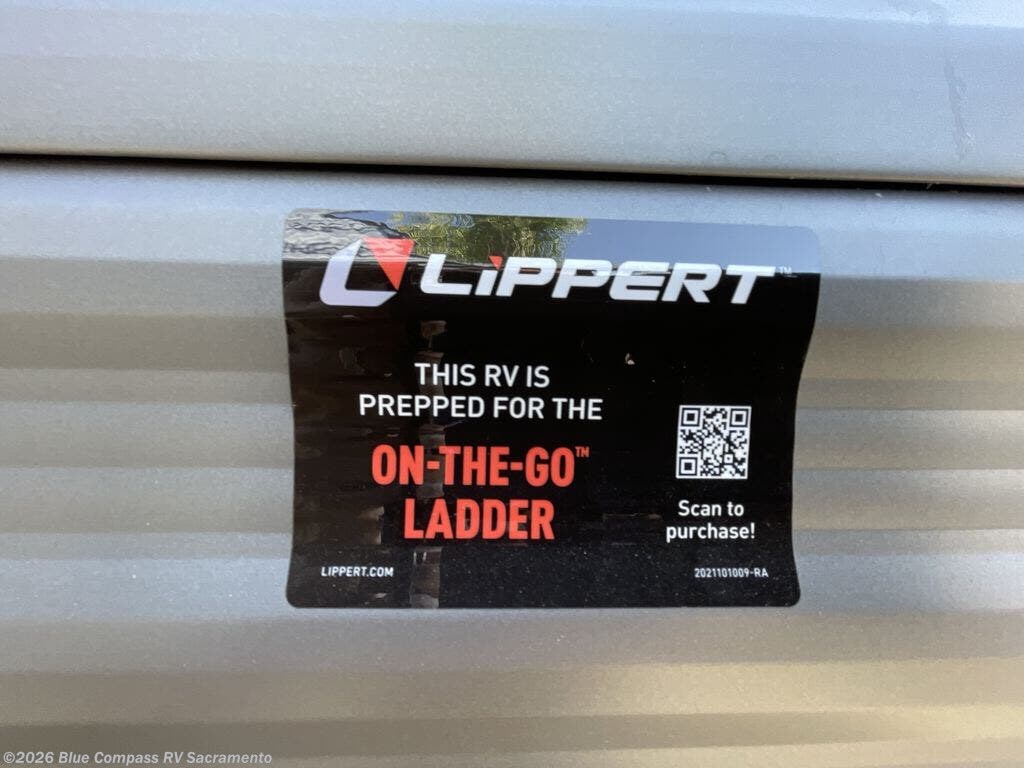 LIPPERT™
THIS RV IS
PREPPED FOR THE
ON-THE-GO™
LADDER
Scan to
purchase!
LIPPERT.COM
2021101009-RA
©2026 Blue Compass RV Sacramento